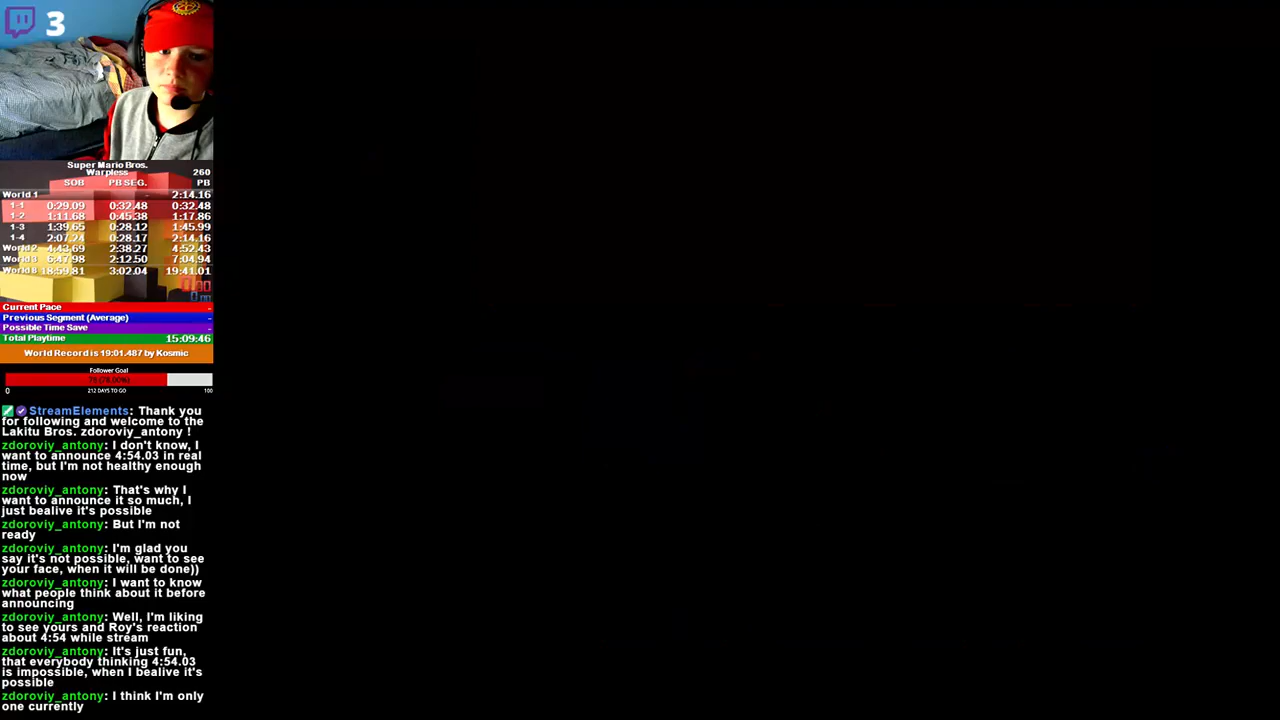 3
Super Mario Bros.
Warpless 260
SOB PB SEG. PB
World 1 - 2:14.16
1-1 0:29.09 0:32.48 0:32.48
1-2 1:11.68 0:45.38 1:17.86
1-3 1:39.65 0:28.12 1:45.99
1-4 2:07.24 0:28.17 2:14.16
World 2 4:43.69 2:38.27 4:52.43
World 3 6:47.98 2:12.50 7:04.94
World 8 18:59.81 3:02.04 19:41.01
Current Pace -
Previous Segment (Average) -
Possible Time Save -
Total Playtime 15:09:46
World Record is 19:01.487 by Kosmic
Follower Goal
78 (78.00%)
0 212 DAYS TO GO 100
StreamElements: Thank you
for following and welcome to the
Lakitu Bros. zdoroviy_antony !
zdoroviy_antony: I don't know, I
want to announce 4:54.03 in real
time, but I'm not healthy enough
now
zdoroviy_antony: That's why I
want to announce it so much, I
just bealive it's possible
zdoroviy_antony: But I'm not
ready
zdoroviy_antony: I'm glad you
say it's not possible, want to see
your face, when it will be done))
zdoroviy_antony: I want to know
what people think about it before
announcing
zdoroviy_antony: Well, I'm liking
to see yours and Roy's reaction
about 4:54 while stream
zdoroviy_antony: It's just fun,
that everybody thinking 4:54.03
is impossible, when I bealive it's
possible
zdoroviy_antony: I think I'm only
one currently